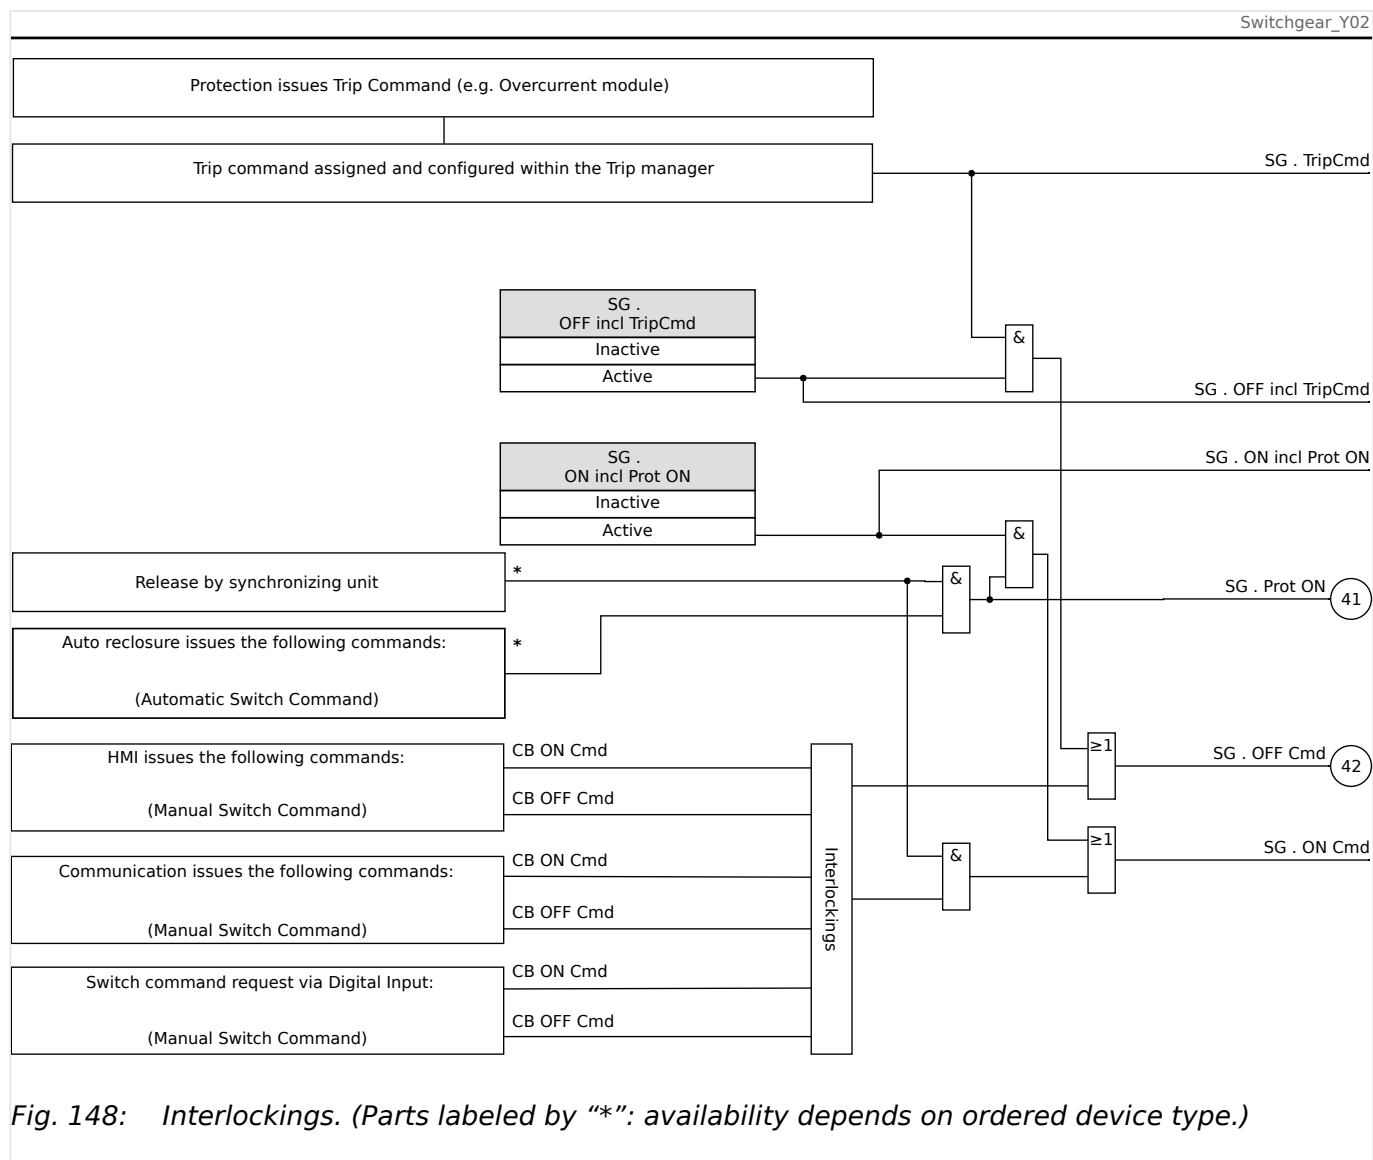 Switchgear_Y02
Protection issues Trip Command (e.g. Overcurrent module)
Trip command assigned and configured within the Trip manager
SG . TripCmd
SG .
OFF incl TripCmd
Inactive
Active
&
SG . OFF incl TripCmd
SG .
ON incl Prot ON
Inactive
Active
SG . ON incl Prot ON
&
Release by synchronizing unit
*
&
SG . Prot ON
41
Auto reclosure issues the following commands:
*
(Automatic Switch Command)
HMI issues the following commands:
(Manual Switch Command)
CB ON Cmd
CB OFF Cmd
≥1
SG . OFF Cmd
42
Communication issues the following commands:
(Manual Switch Command)
CB ON Cmd
CB OFF Cmd
Interlockings
&
≥1
SG . ON Cmd
Switch command request via Digital Input:
(Manual Switch Command)
CB ON Cmd
CB OFF Cmd
Fig. 148: Interlockings. (Parts labeled by “*”: availability depends on ordered device type.)